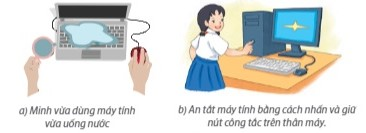 a) Minh vừa dùng máy tính
vừa uống nước
b) An tắt máy tính bằng cách nhấn và giữ
nút công tắc trên thân máy.